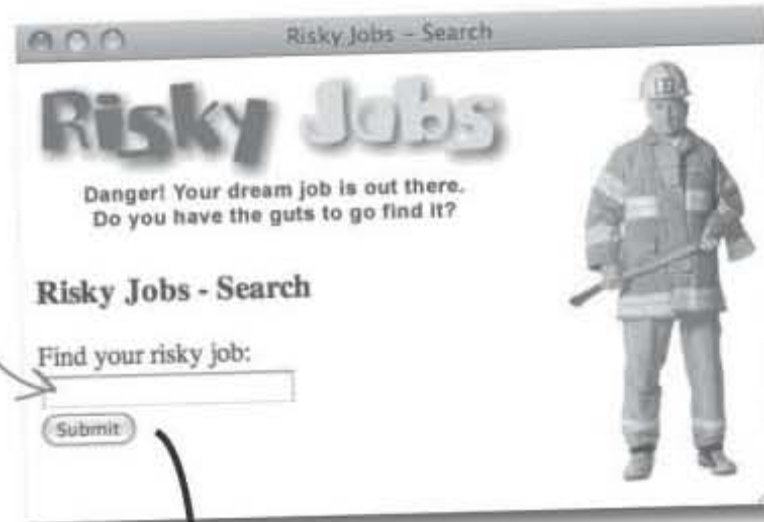 Risky Jobs – Search
Risky Jobs
Danger! Your dream job is out there.
Do you have the guts to go find it?
Risky Jobs - Search
Find your risky job:
Submit